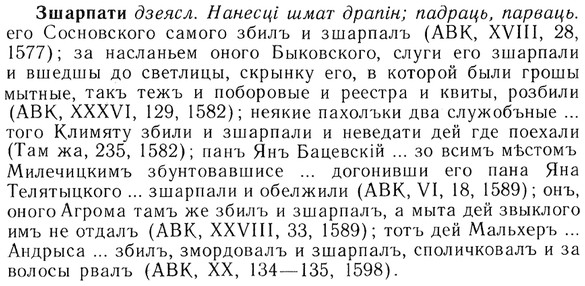 Зшарпати дзеясл. Нанесці шмат драпін; падраць, парваць.
его Сосновского самого збилъ и зшарпалъ (АВК, XVIII, 28,
1577); за насланьем оного Быковского, слуги его зшарпали
и вшедшы до светлицы, скрынку его, в которой были грошы
мытные, такъ тежъ и поборовые и реестра и квиты, розбили
(АВК, XXXVI, 129, 1582); неякие пахолъки два служобъные ...
того Климяту збили и зшарпали и неведати дей где поехали
(Там жа, 235, 1582); панъ Янъ Бацевскій ... зо всимъ мѣстомъ
Милечицкимъ збунтовавшисе ... догонивши его пана Яна
Телятыцкого ... зшарпали и обелжили (АВК, VI, 18, 1589); онъ,
оного Агрома тамъ же збилъ и зшарпалъ, а мыта дей звыклого
имъ не отдалъ (АВК, XXVIII, 33, 1589); тотъ дей Мальхеръ ...
Андрыса ... збилъ, змордовалъ и зшарпалъ, споличковалъ и за
волосы рвалъ (АВК, XX, 134—135, 1598).